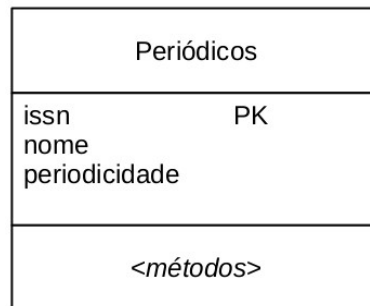 Periódicos
issn PK
nome
periodicidade
<métodos>